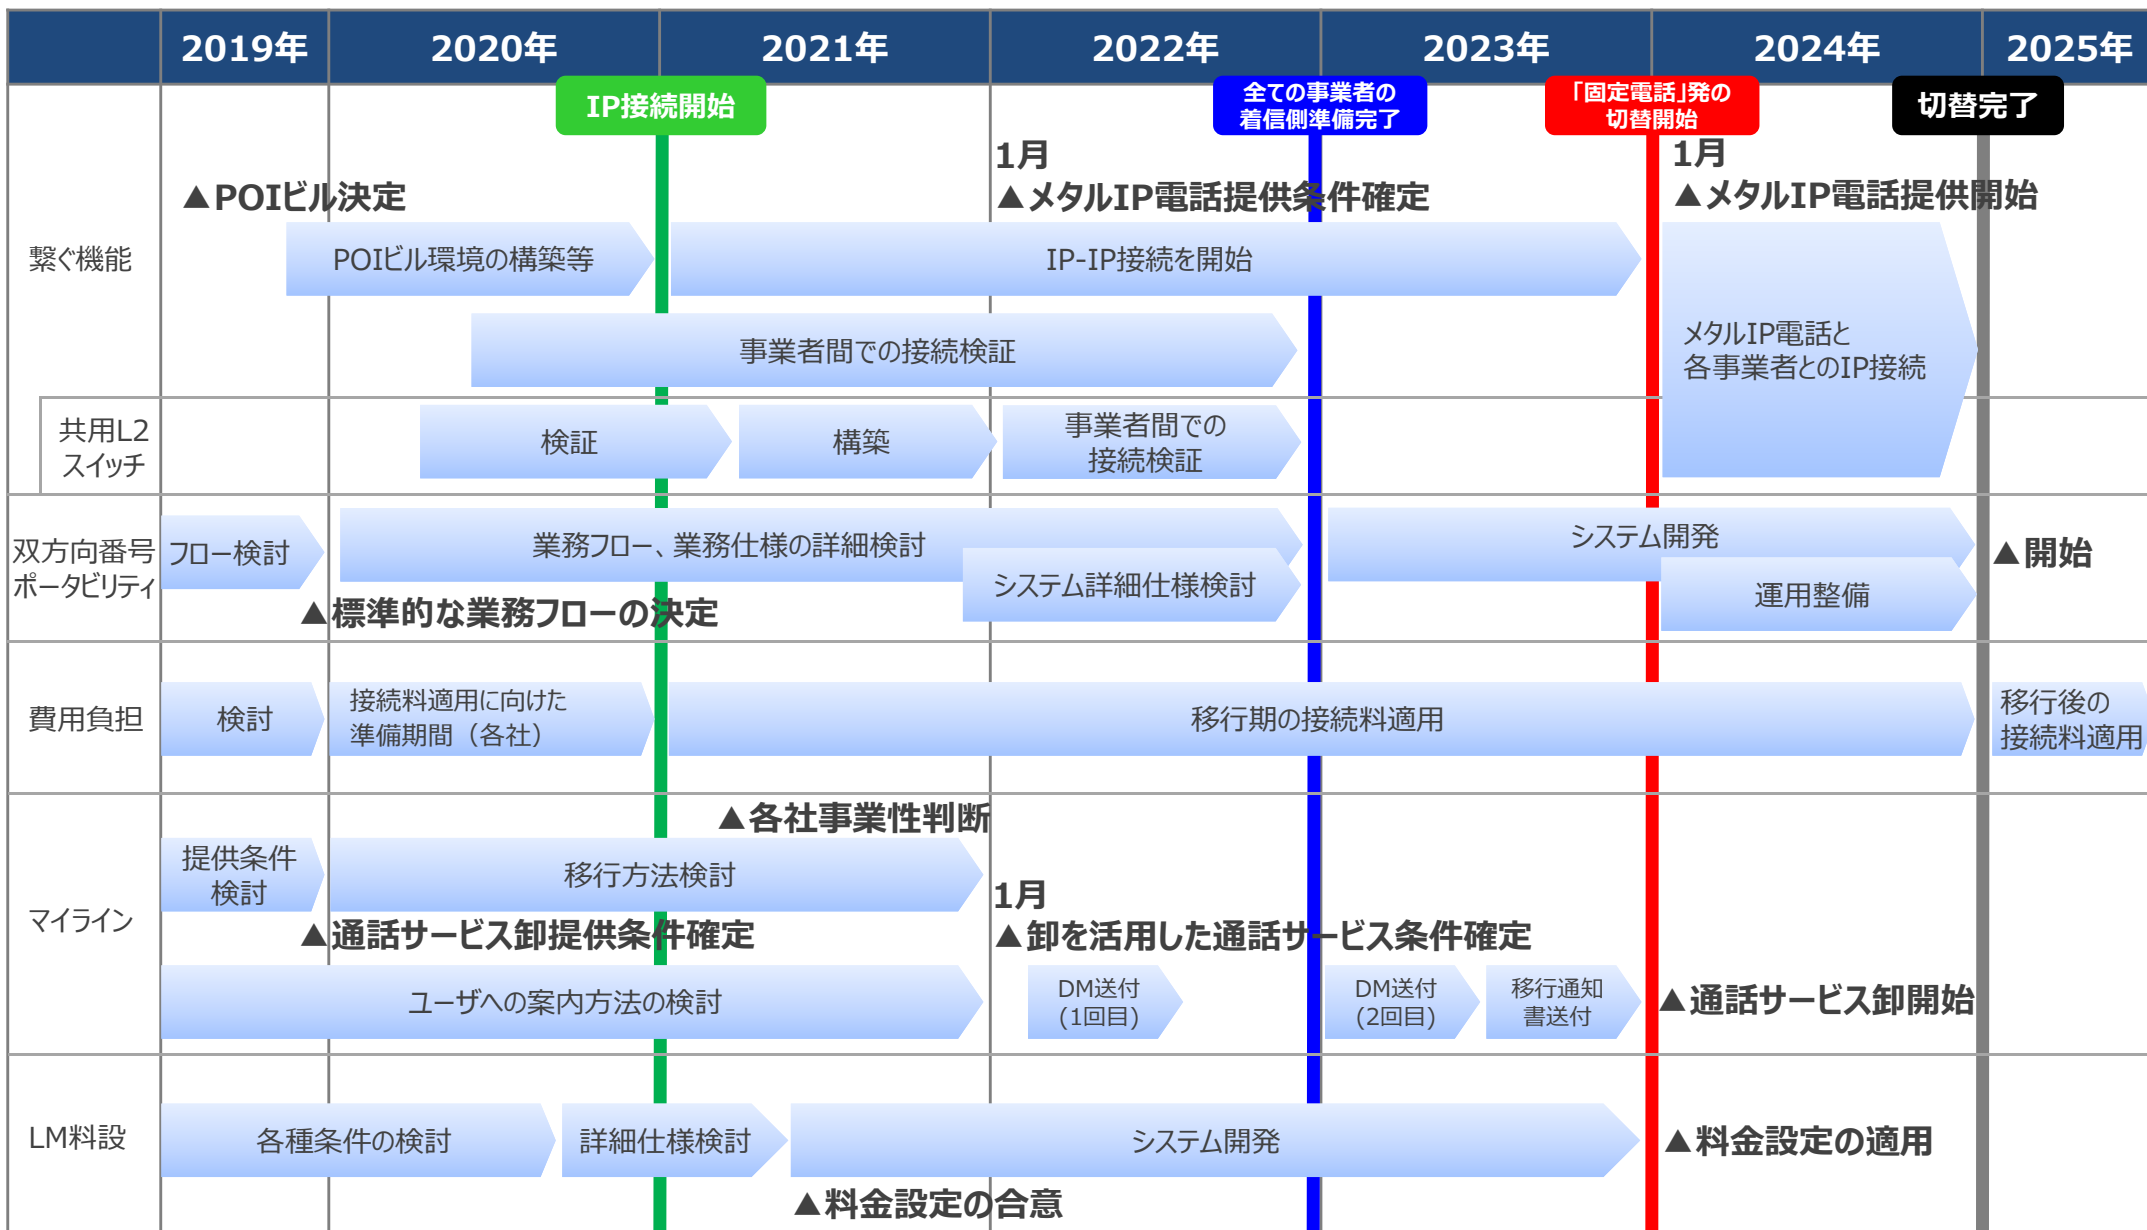 2019年
2020年
2021年
2022年
2023年
2024年
2025年
IP接続開始
全ての事業者の
着信側準備完了
「固定電話」発の
切替開始
切替完了
繋ぐ機能
▲POIビル決定
1月
▲メタルIP電話提供条件確定
1月
▲メタルIP電話提供開始
POIビル環境の構築等
IP-IP接続を開始
事業者間での接続検証
メタルIP電話と
各事業者とのIP接続
共用L2
スイッチ
検証
構築
事業者間での
接続検証
双方向番号
ポータビリティ
フロー検討
業務フロー、業務仕様の詳細検討
システム詳細仕様検討
システム開発
運用整備
▲開始
▲標準的な業務フローの決定
費用負担
検討
接続料適用に向けた
準備期間（各社）
移行期の接続料適用
移行後の
接続料適用
マイライン
▲各社事業性判断
提供条件
検討
移行方法検討
1月
▲通話サービス卸提供条件確定
▲卸を活用した通話サービス条件確定
ユーザへの案内方法の検討
DM送付
(1回目)
DM送付
(2回目)
移行通知
書送付
▲通話サービス卸開始
LM料設
各種条件の検討
詳細仕様検討
システム開発
▲料金設定の適用
▲料金設定の合意